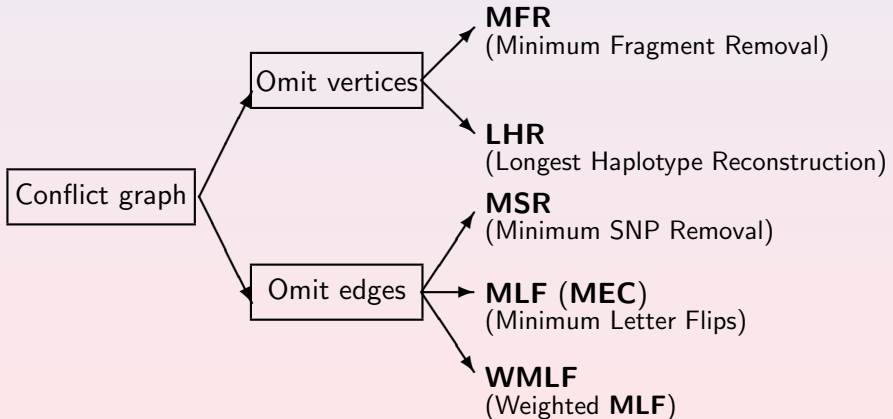 MFR
(Minimum Fragment Removal)
Omit vertices
LHR
(Longest Haplotype Reconstruction)
Conflict graph
MSR
(Minimum SNP Removal)
Omit edges
MLF (MEC)
(Minimum Letter Flips)
WMLF
(Weighted MLF)